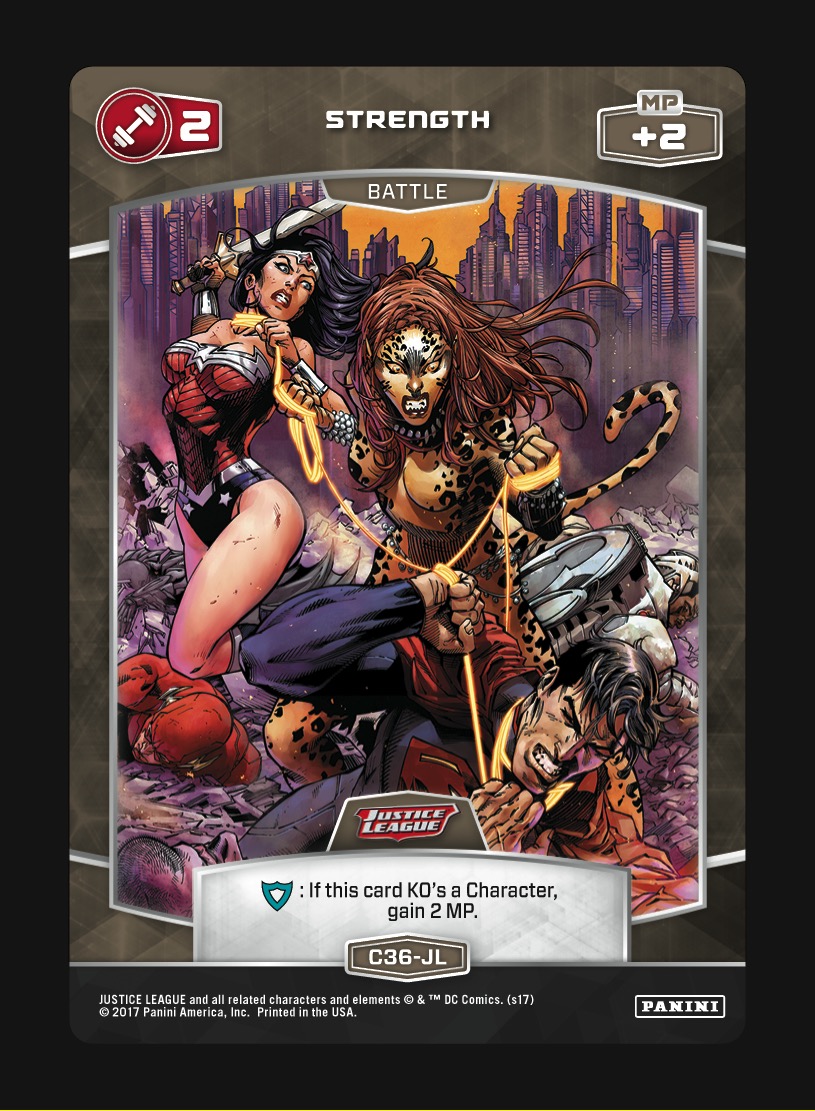 2
STRENGTH
MP
+2
BATTLE
JUSTICE
LEAGUE
: If this card KO's a Character,
gain 2 MP.
C36-JL
JUSTICE LEAGUE and all related characters and elements © & ™ DC Comics. (s17)
© 2017 Panini America, Inc. Printed in the USA.
PANINI